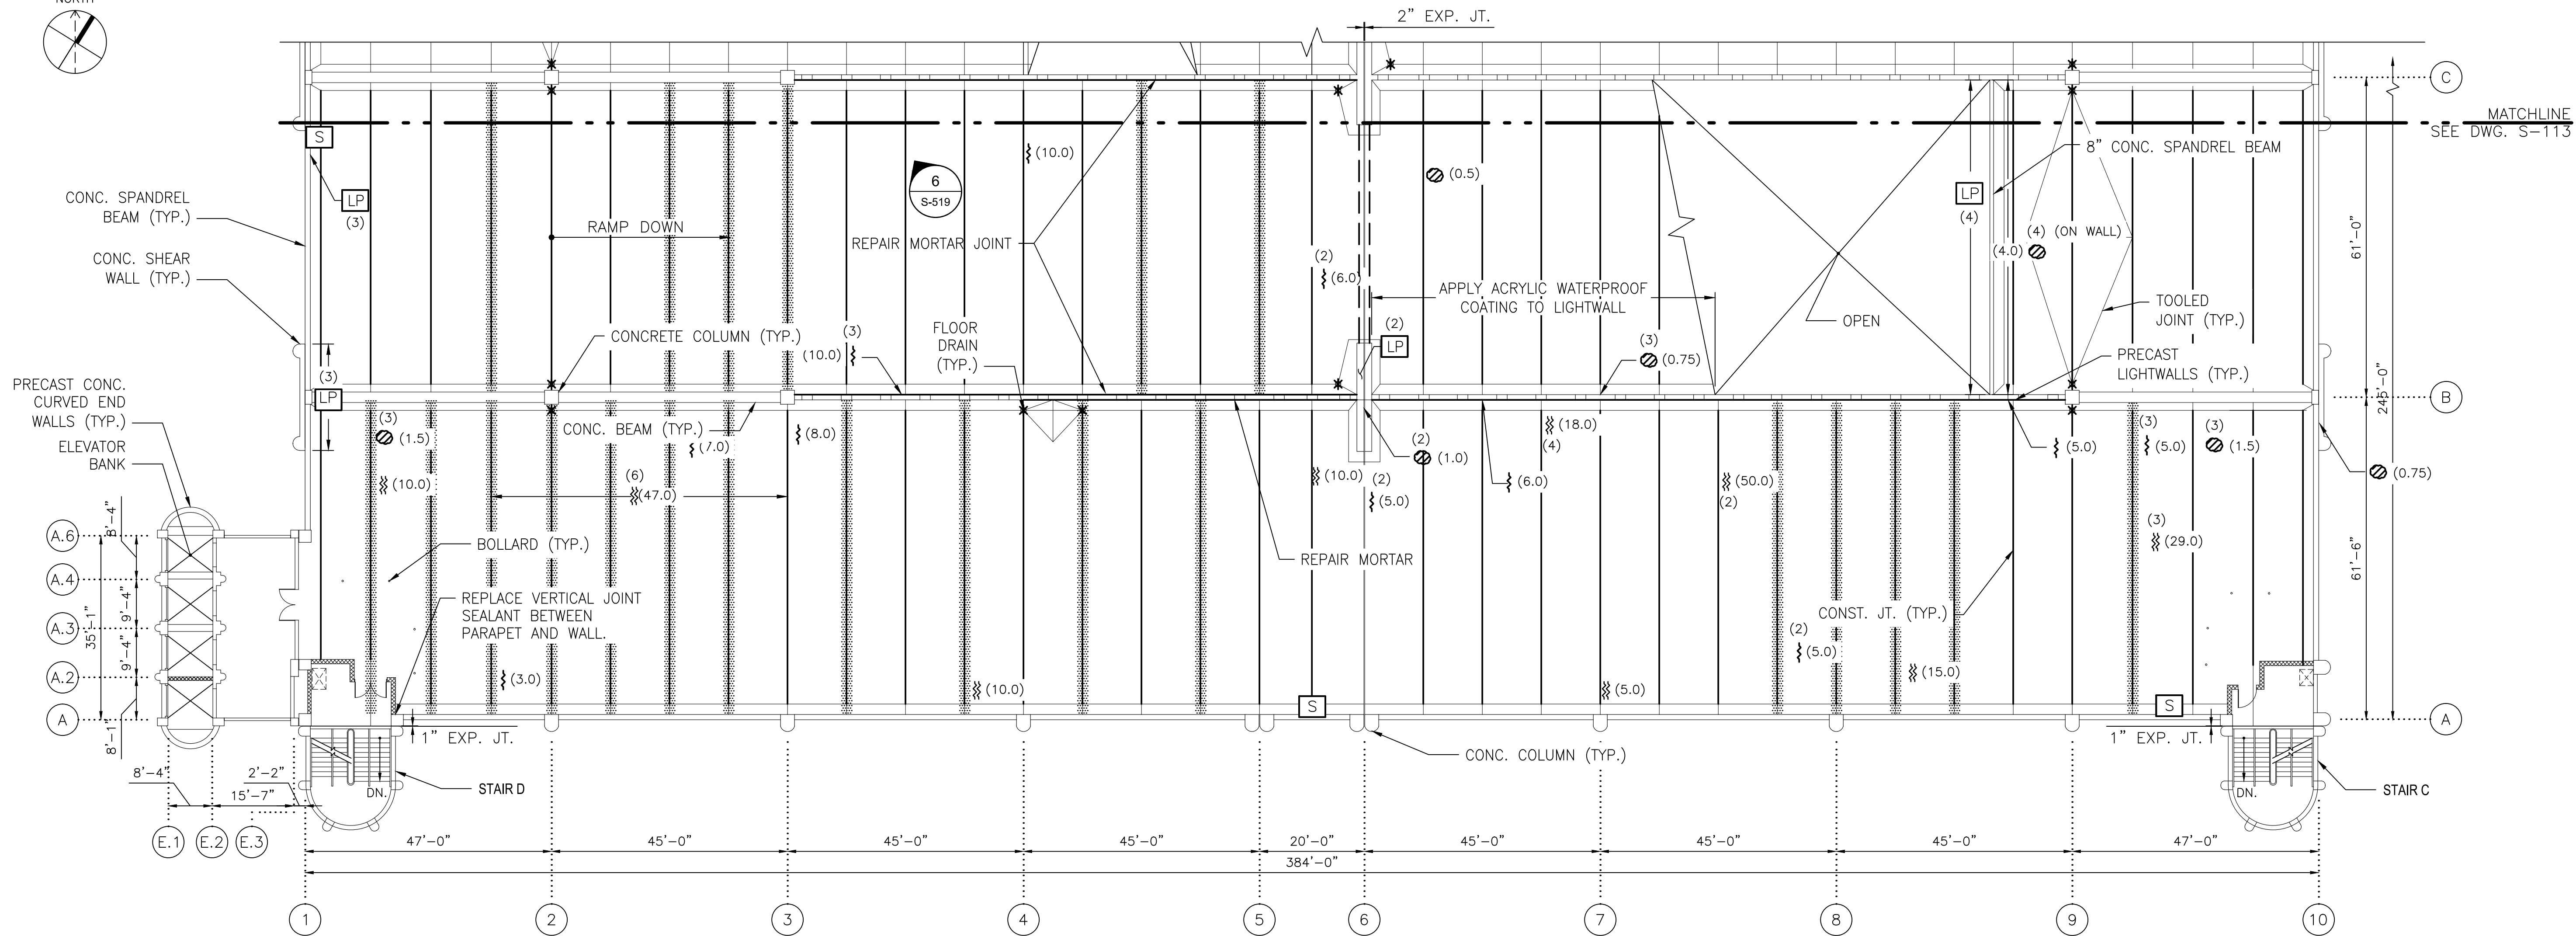 NORTH
2" EXP. JT.
C
MATCHLINE
SEE DWG. S-113
S
(10.0)
6
S-519
(0.5)
8" CONC. SPANDREL BEAM
CONC. SPANDREL
BEAM (TYP.)
LP
(3)
LP
(4)
RAMP DOWN
REPAIR MORTAR JOINT
(4) (ON WALL)
(4.0)
61'-0"
CONC. SHEAR
WALL (TYP.)
(2)
(6.0)
APPLY ACRYLIC WATERPROOF
COATING TO LIGHTWALL
TOOLED
JOINT (TYP.)
OPEN
CONCRETE COLUMN (TYP.)
(3)
(10.0)
FLOOR
DRAIN
(TYP.)
(2)
LP
(3)
(0.75)
PRECAST
LIGHTWALLS (TYP.)
PRECAST CONC.
CURVED END
WALLS (TYP.)
(3)
LP
B
245'-0"
(3)
(1.5)
CONC. BEAM (TYP.)
(7.0)
(8.0)
(2)
(1.0)
(18.0)
(4)
(5.0)
(3)
(5.0)
(3)
(1.5)
ELEVATOR
BANK
(10.0)
(6)
(47.0)
(10.0)
(2)
(5.0)
(6.0)
(50.0)
(2)
(0.75)
A.6
8'-4"
BOLLARD (TYP.)
REPAIR MORTAR
(3)
(29.0)
61'-6"
A.4
9'-4"
35'-1"
REPLACE VERTICAL JOINT
SEALANT BETWEEN
PARAPET AND WALL.
CONST. JT. (TYP.)
A.3
9'-4"
(2)
(5.0)
A.2
(3.0)
(10.0)
(5.0)
(15.0)
S
S
A
8'-1"
A
1" EXP. JT.
1" EXP. JT.
CONC. COLUMN (TYP.)
8'-4"
2'-2"
15'-7"
DN.
STAIR D
DN.
STAIR C
E.1
E.2
E.3
47'-0"
45'-0"
45'-0"
45'-0"
20'-0"
45'-0"
45'-0"
45'-0"
47'-0"
384'-0"
1
2
3
4
5
6
7
8
9
10